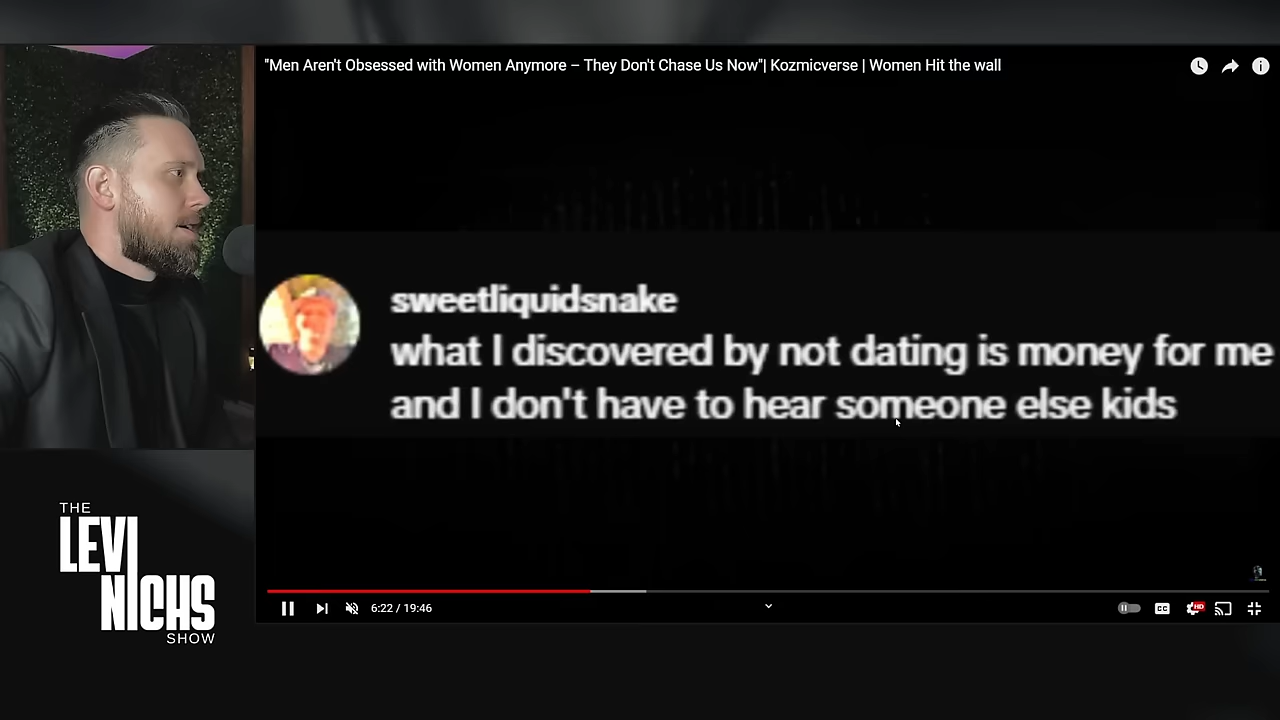 "Men Aren't Obsessed with Women Anymore – They Don't Chase Us Now"| Kozmicverse | Women Hit the wall
sweetliquidsnake
what I discovered by not dating is money for me
and I don't have to hear someone else kids
THE
LEVI
NICHS
SHOW
6:22 / 19:46
CC
HD